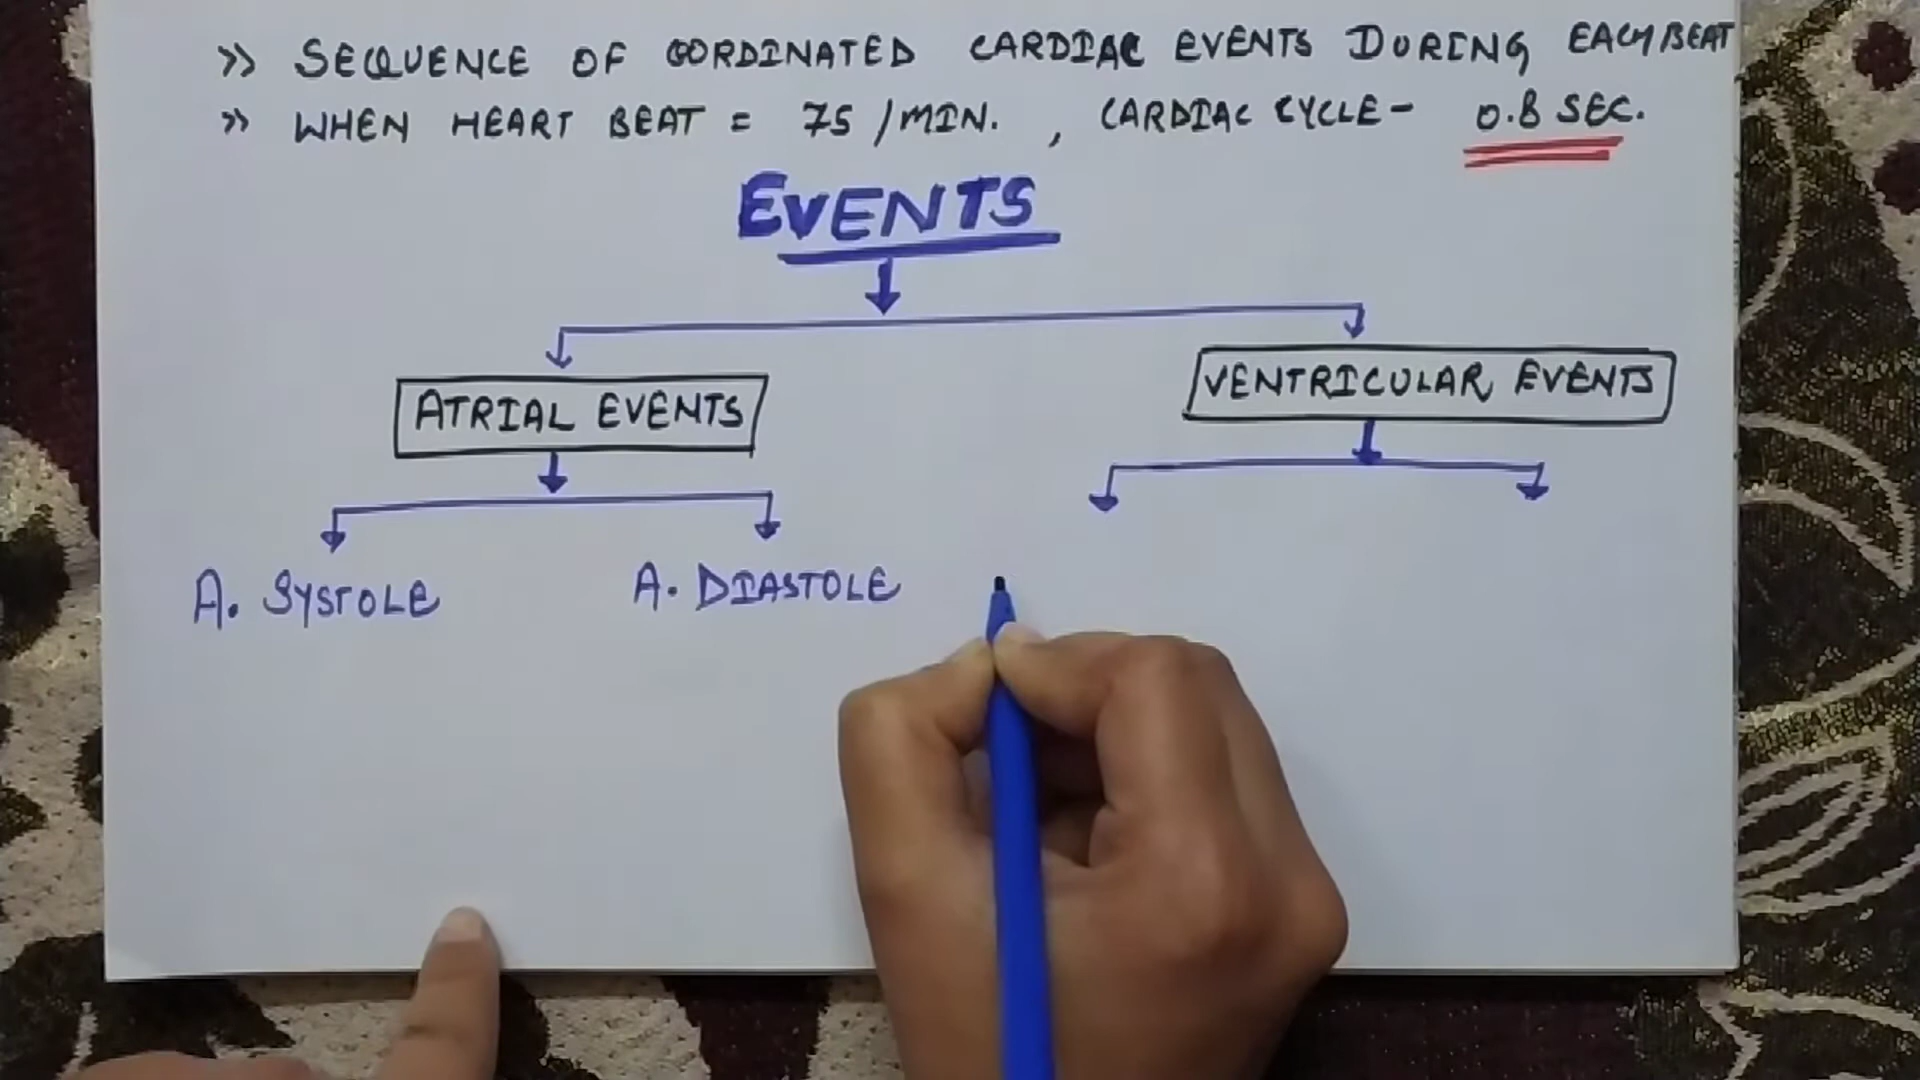 >> SEQUENCE OF CORDINATED CARDIAC EVENTS DURING EACH BEAT
>> WHEN HEART BEAT = 75 /MIN. , CARDIAC CYCLE - 0.8 SEC.
EVENTS
ATRIAL EVENTS
VENTRICULAR EVENTS
A. SYSTOLE
A. DIASTOLE